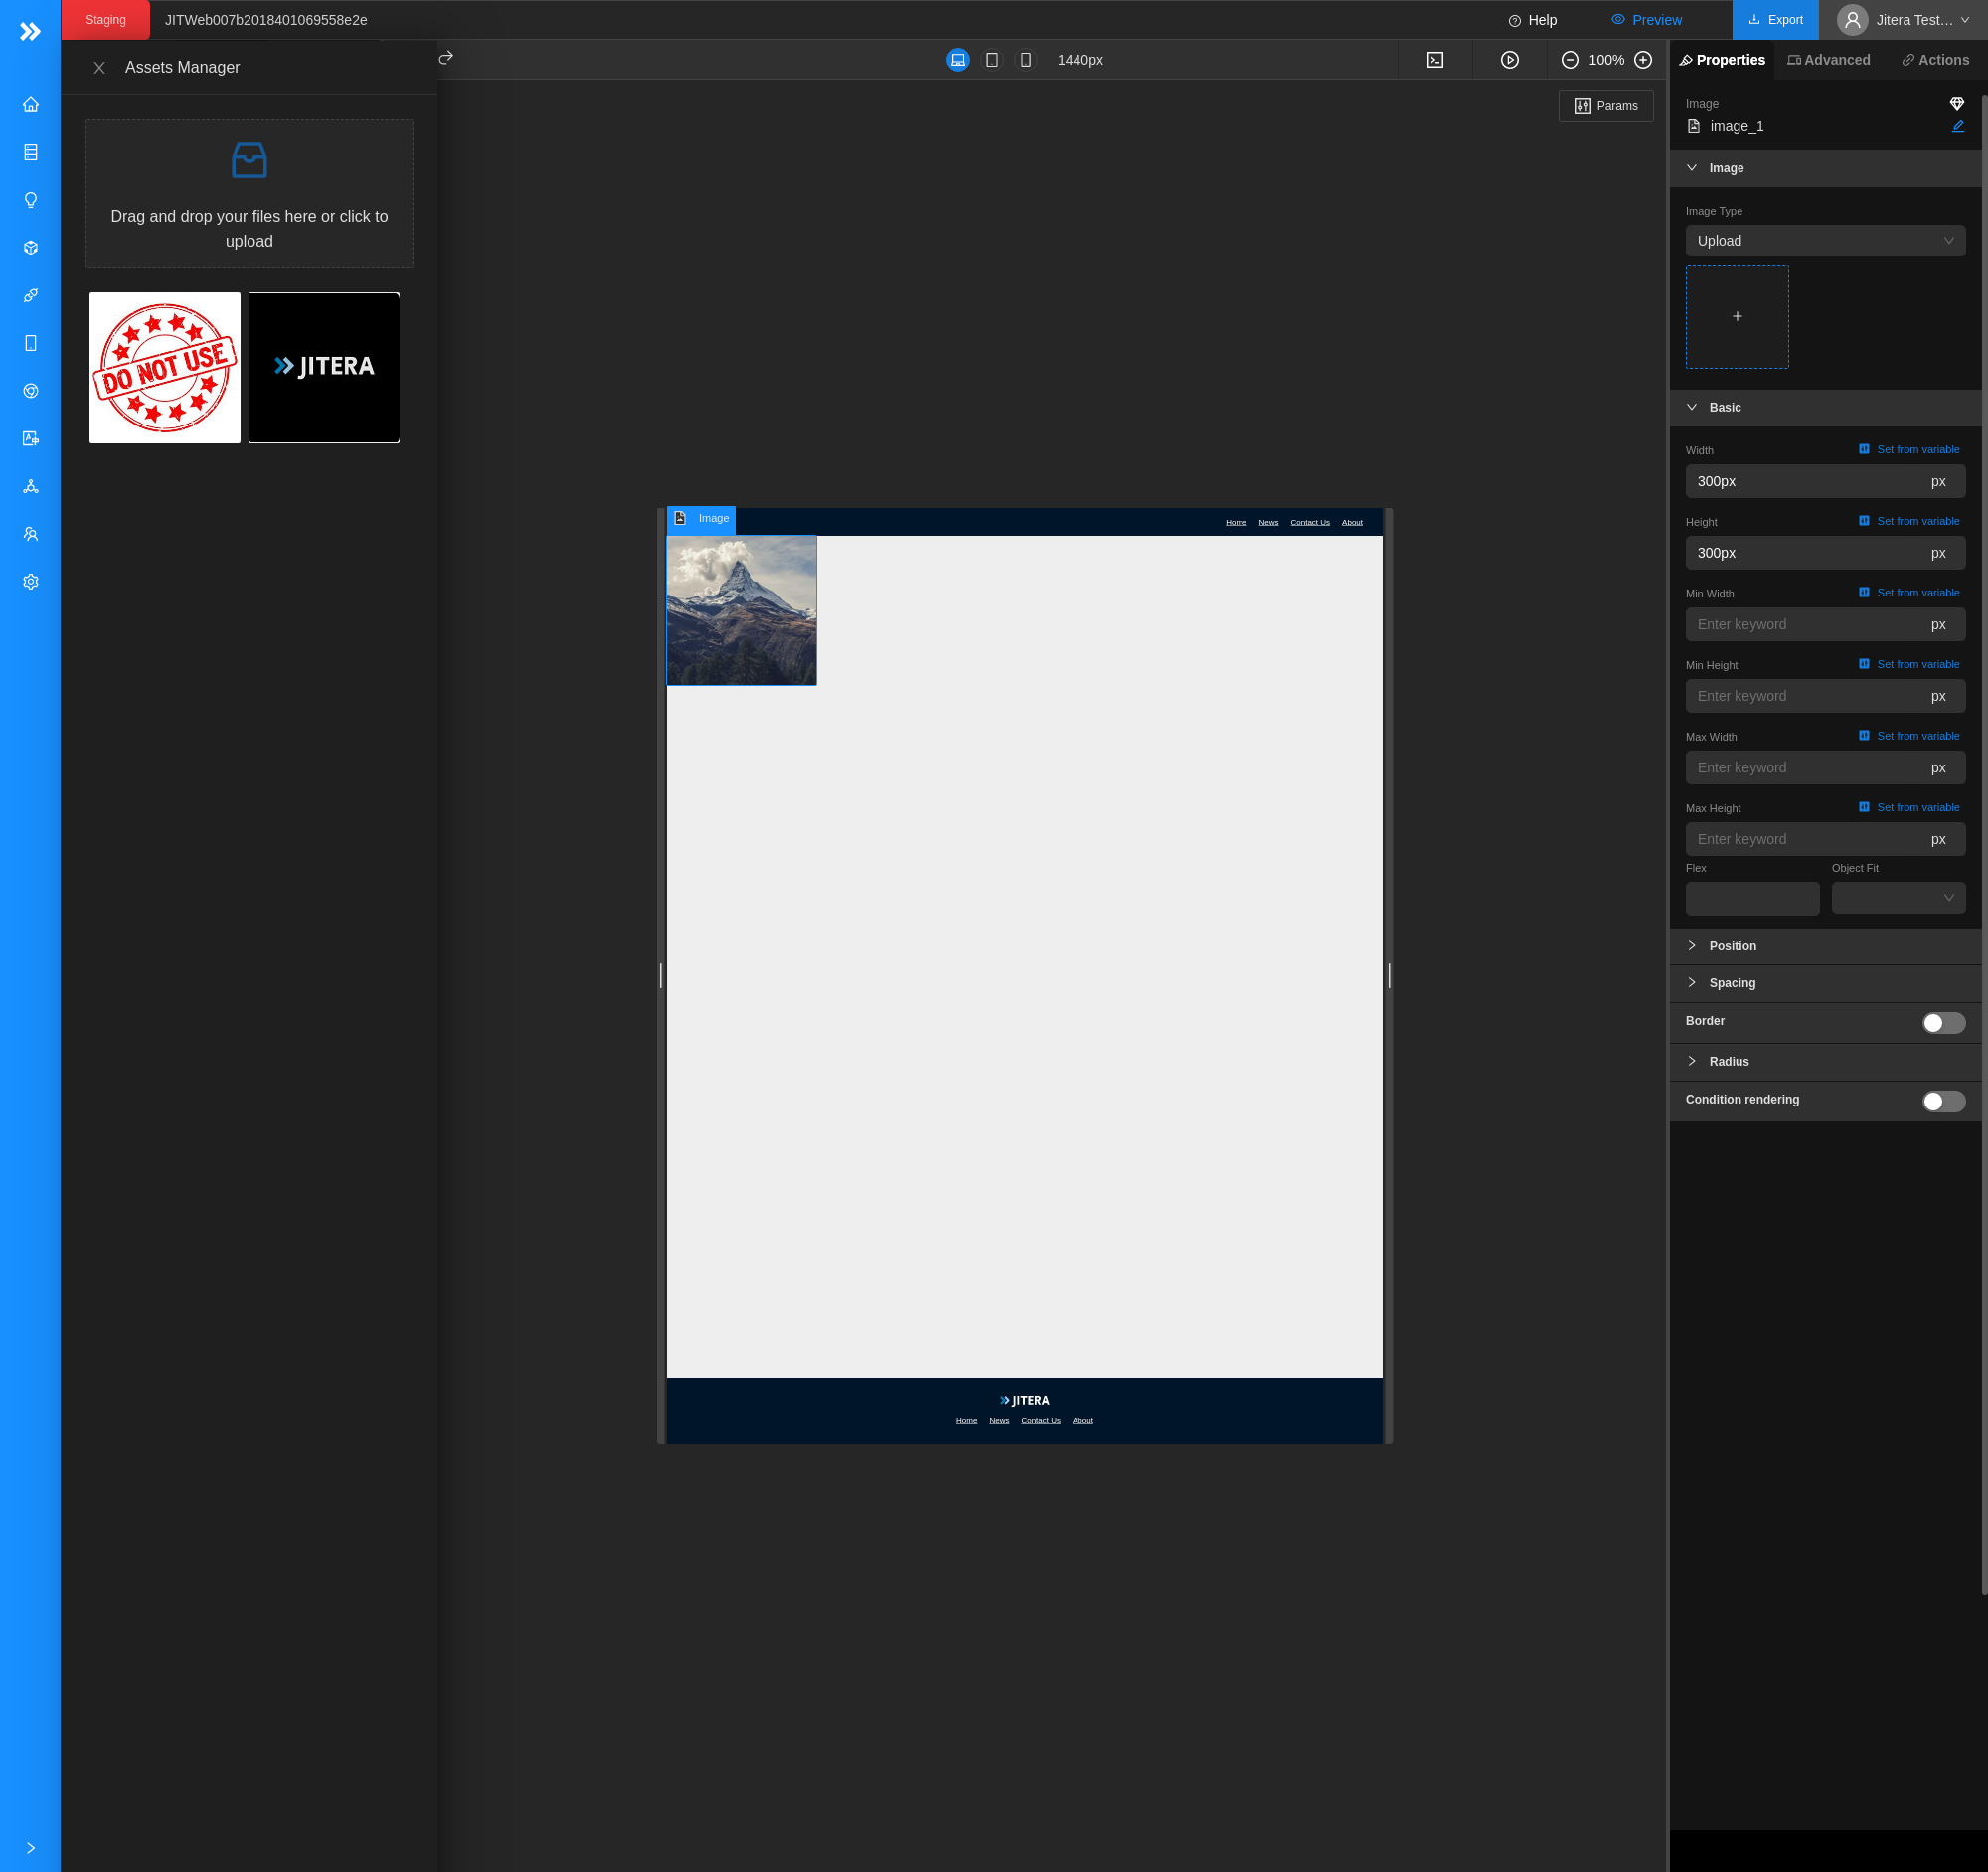 Staging
JITWeb007b2018401069558e2e
Help
Preview
Export
Jitera Test...
Assets Manager
1440px
100%
Properties
Advanced
Actions
Params
Drag and drop your files here or click to
upload
DO NOT USE
JITERA
Image
image_1
Image
Image Type
Upload
Basic
Width
Set from variable
300px
px
Height
Set from variable
300px
px
Min Width
Set from variable
Enter keyword
px
Min Height
Set from variable
Enter keyword
px
Max Width
Set from variable
Enter keyword
px
Max Height
Set from variable
Enter keyword
px
Flex
Object Fit
Position
Spacing
Border
Radius
Condition rendering
Image
Home News Contact Us About
JITERA
Home News Contact Us About